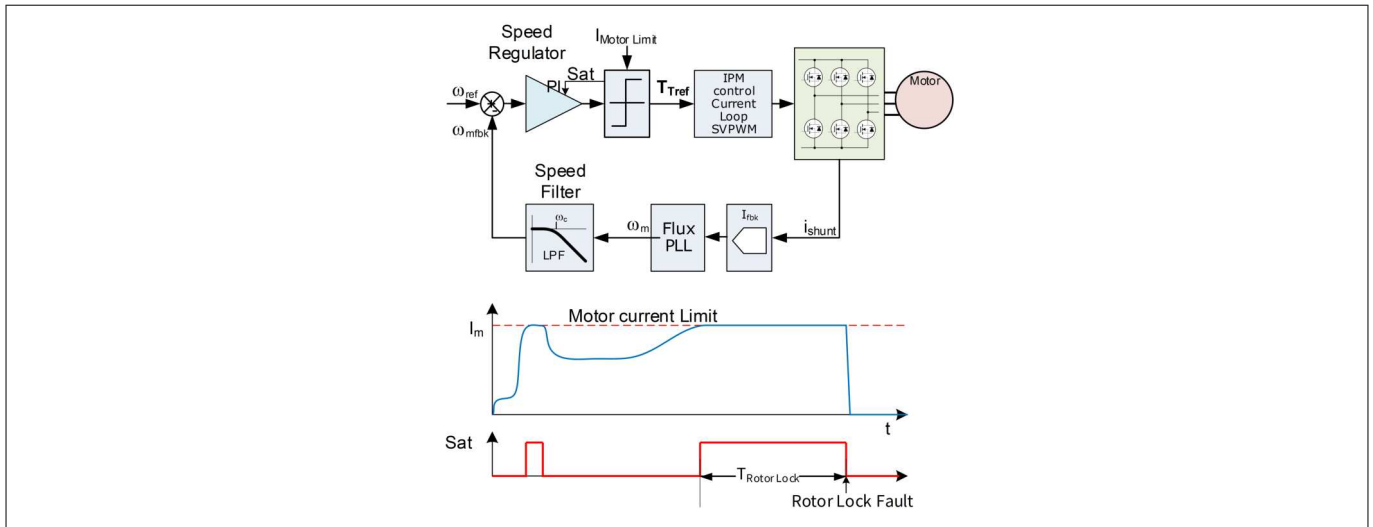 Speed
Regulator
I Motor Limit
PI
Sat
ωref
ωmfbk
TTref
IPM
control
Current
Loop
SVPWM
Motor
Speed
Filter
ωc
LPF
ωm
Flux
PLL
Ifbk
ishunt
Motor current Limit
Im
t
Sat
TRotor Lock
Rotor Lock Fault